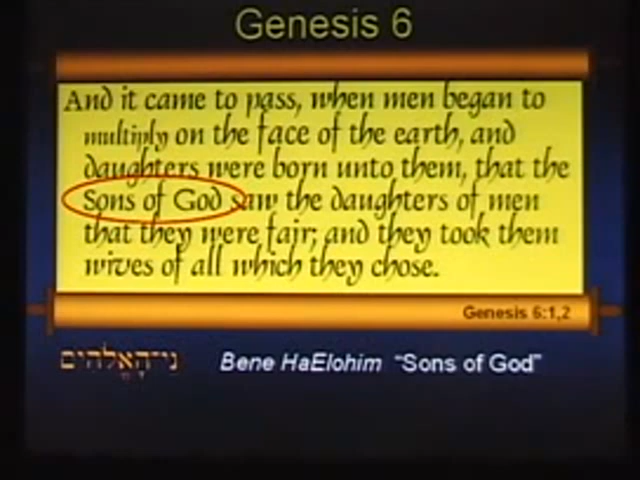 Genesis 6
And it came to pass, when men began to
multiply on the face of the earth, and
daughters were born unto them, that the
Sons of God saw the daughters of men
that they were fair; and they took them
wives of all which they chose.
Genesis 6:1,2
ני־הָאֱלֹהִים Bene HaElohim “Sons of God”